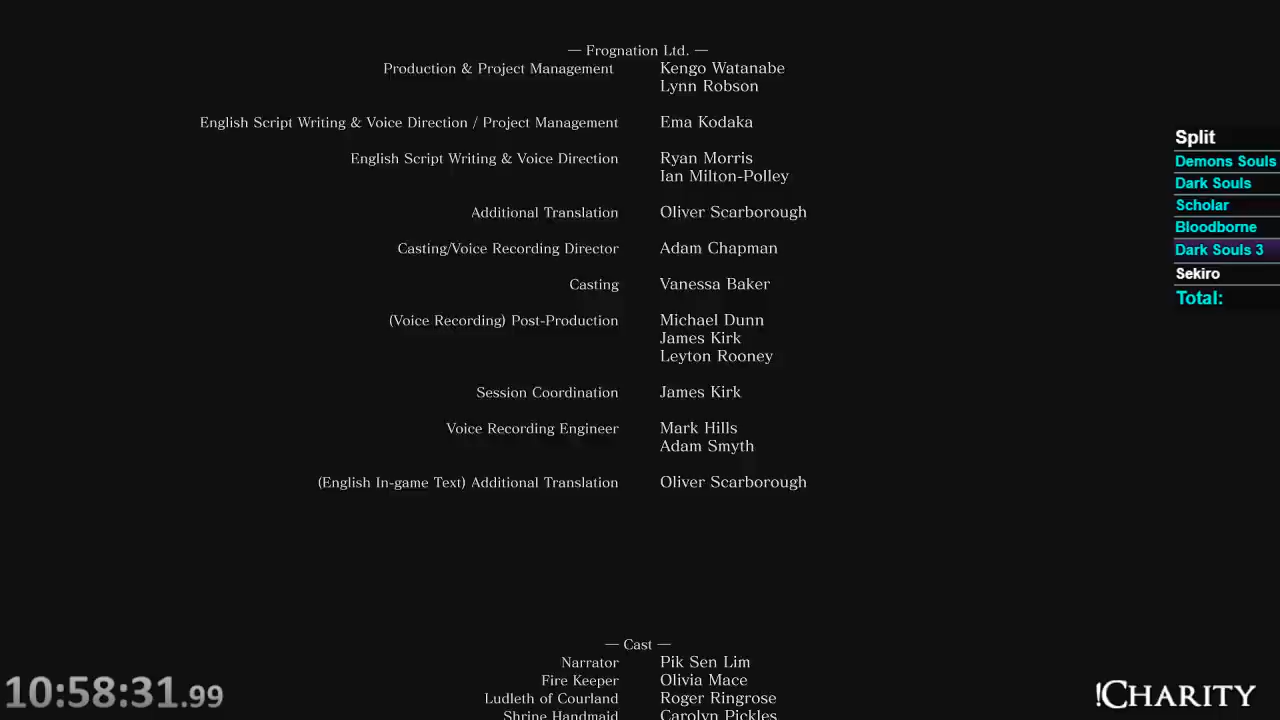 — Frognation Ltd. —
Production & Project Management Kengo Watanabe
Lynn Robson
English Script Writing & Voice Direction / Project Management Ema Kodaka
English Script Writing & Voice Direction Ryan Morris
Ian Milton-Polley
Additional Translation Oliver Scarborough
Casting/Voice Recording Director Adam Chapman
Casting Vanessa Baker
(Voice Recording) Post-Production Michael Dunn
James Kirk
Leyton Rooney
Session Coordination James Kirk
Voice Recording Engineer Mark Hills
Adam Smyth
(English In-game Text) Additional Translation Oliver Scarborough
— Cast —
Narrator Pik Sen Lim
Fire Keeper Olivia Mace
Ludleth of Courland Roger Ringrose
Shrine Handmaid Carolyn Pickles
Split
Demons Souls
Dark Souls
Scholar
Bloodborne
Dark Souls 3
Sekiro
Total:
10:58:31.99
!Charity